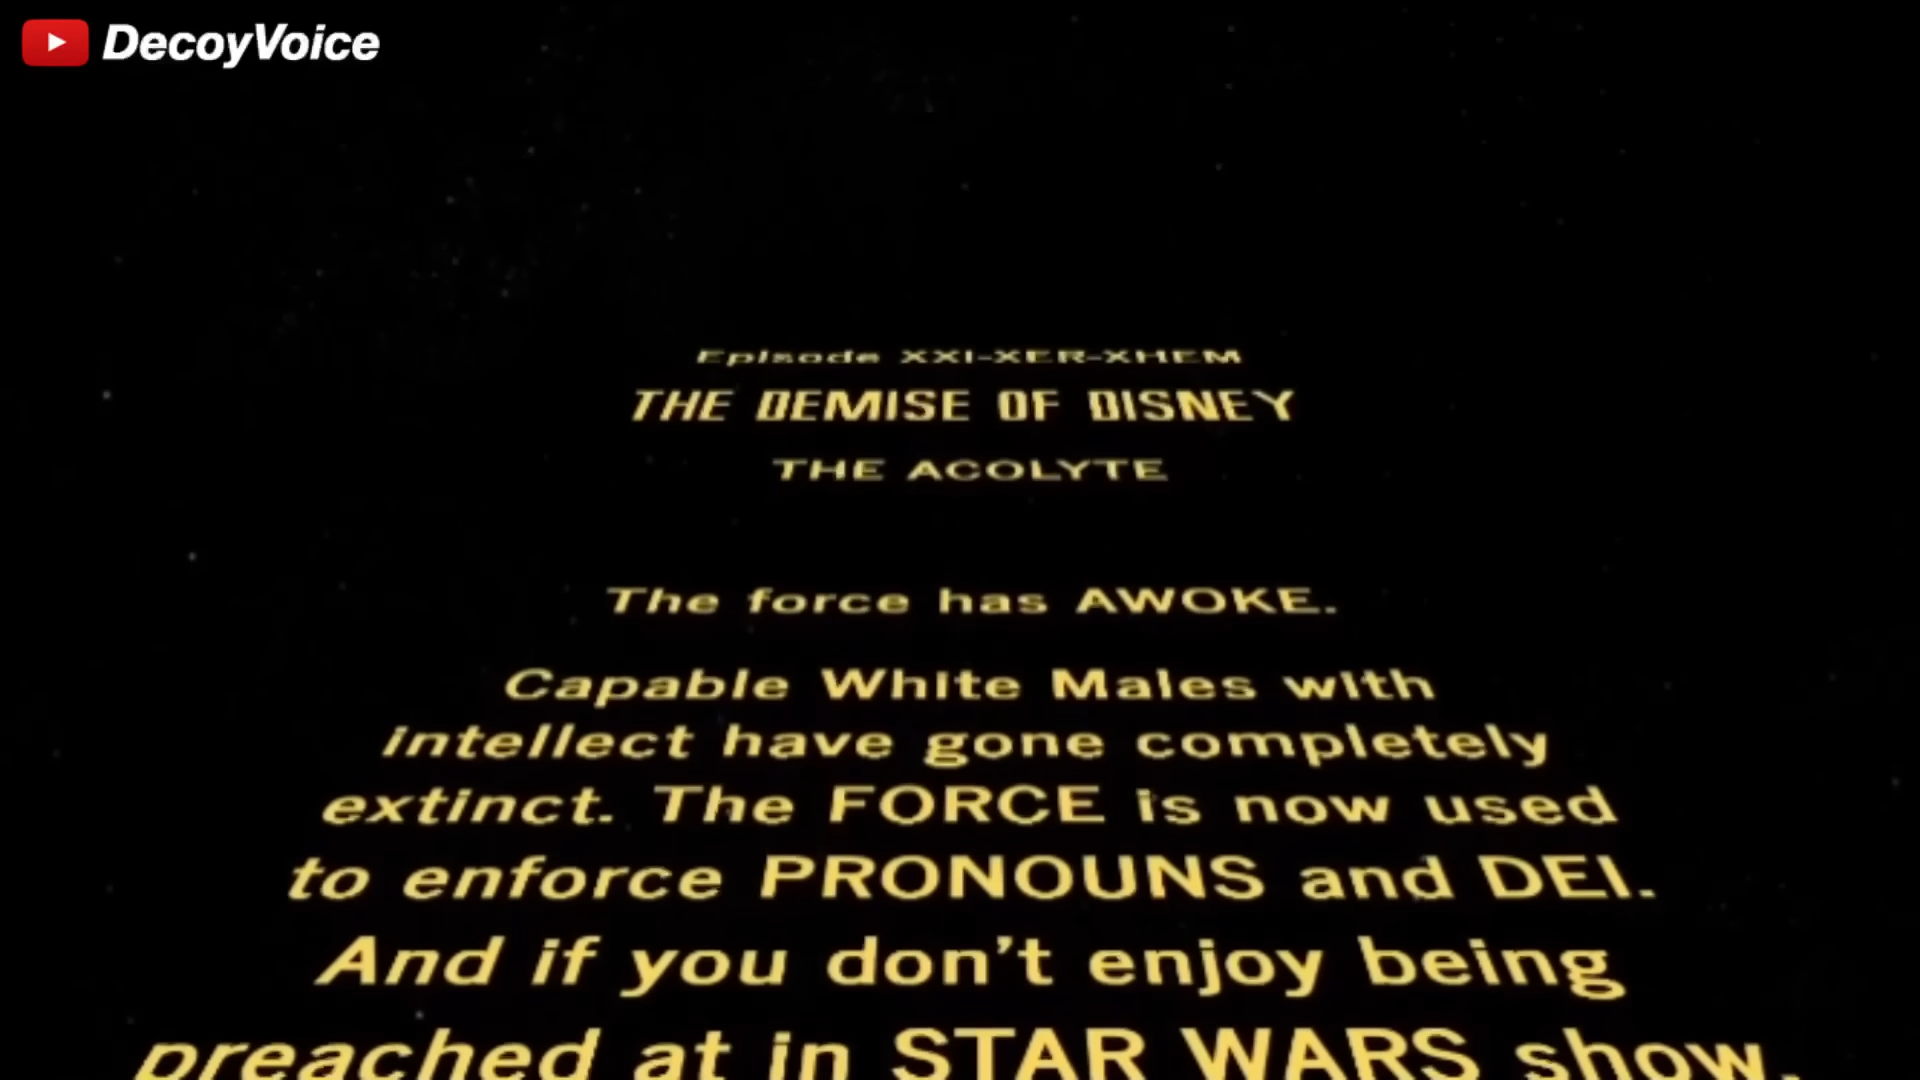 DecoyVoice
Episode XXI-XER-XHEM
THE DEMISE OF DISNEY
THE ACOLYTE
The force has AWOKE.
Capable White Males with
intellect have gone completely
extinct. The FORCE is now used
to enforce PRONOUNS and DEI.
And if you don't enjoy being
preached at in STAR WARS show,